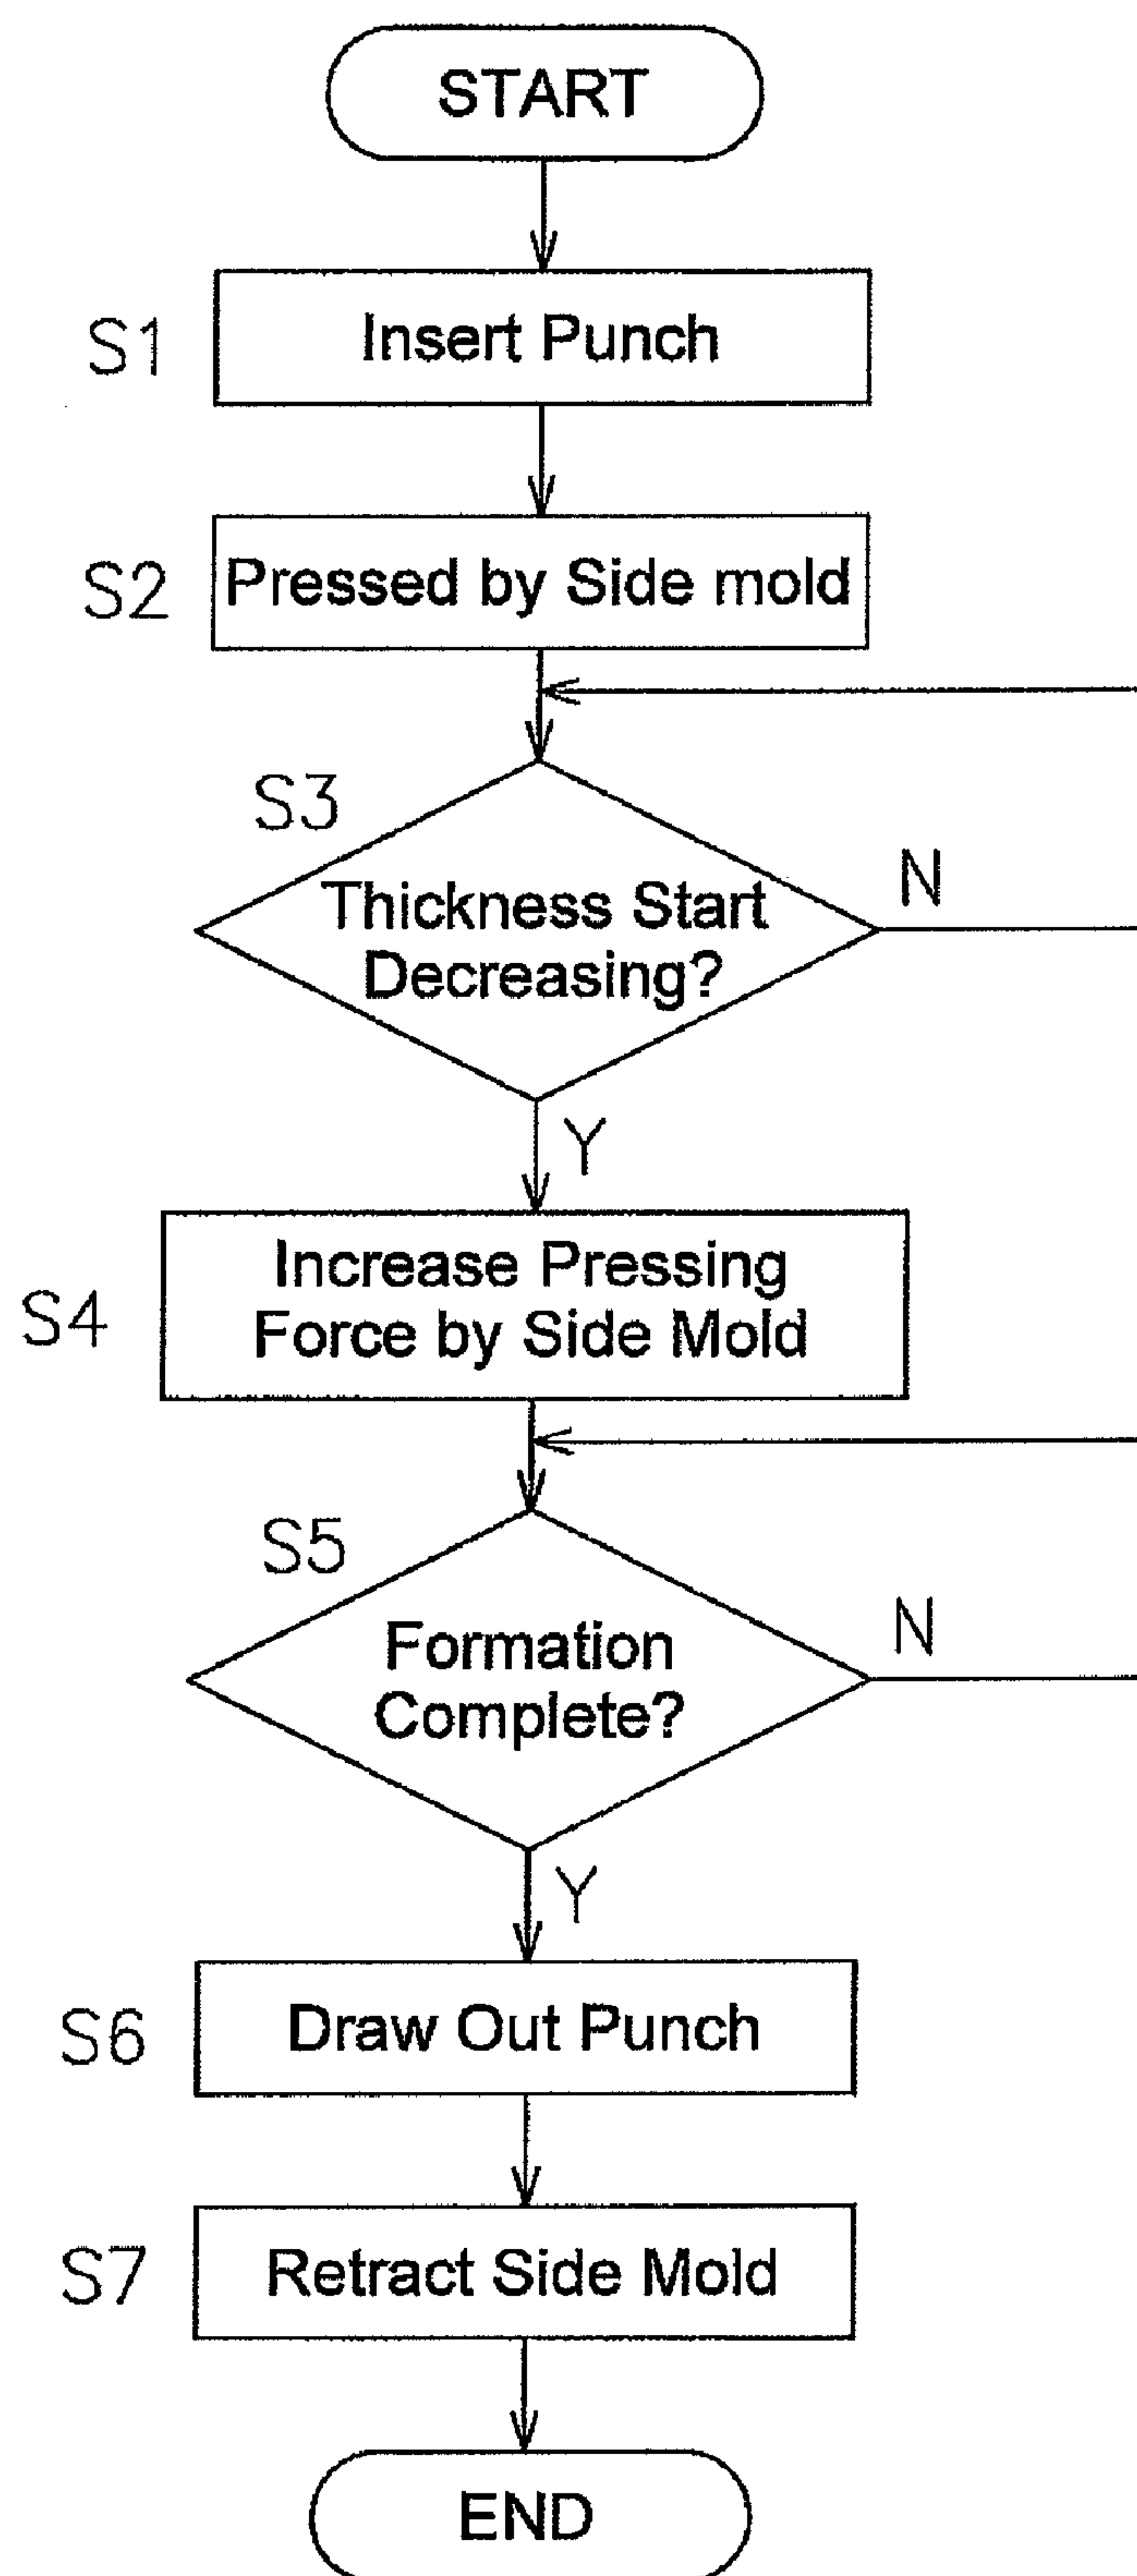 START
S1
Insert Punch
S2
Pressed by Side mold
S3
Thickness Start
Decreasing?
N
Y
S4
Increase Pressing
Force by Side Mold
S5
Formation
Complete?
N
Y
S6
Draw Out Punch
S7
Retract Side Mold
END